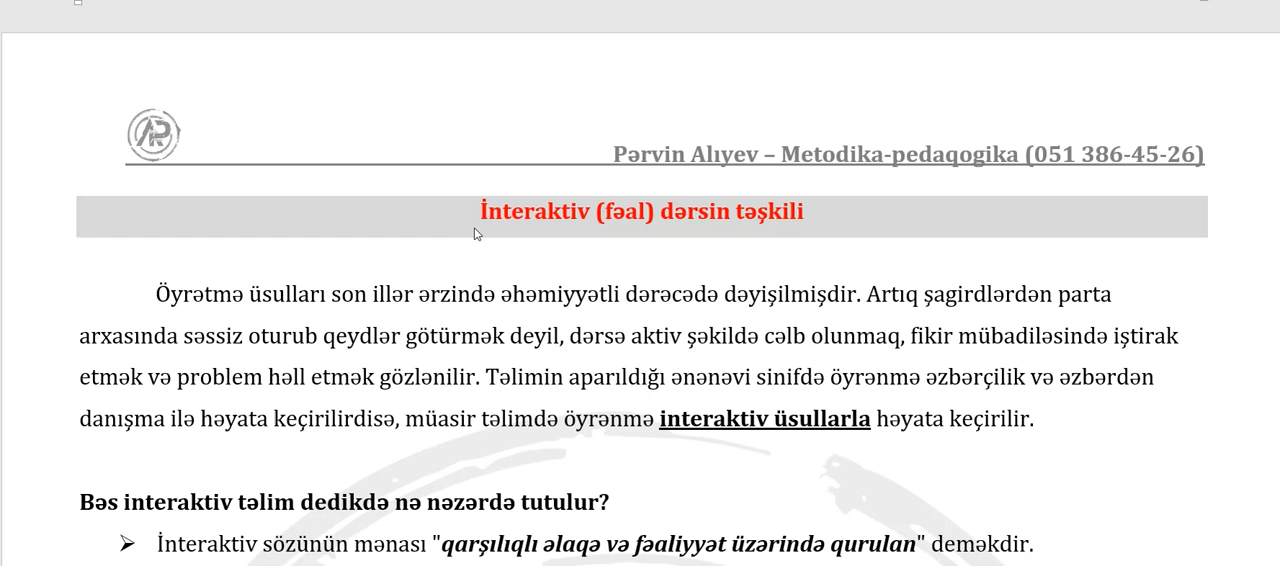 Pərvin Alıyev – Metodika-pedaqogika (051 386-45-26)
İnteraktiv (fəal) dərsin təşkili
Öyrətmə üsulları son illər ərzində əhəmiyyətli dərəcədə dəyişilmişdir. Artıq şagirdlərdən parta
arxasında səssiz oturub qeydlər götürmək deyil, dərsə aktiv şəkildə cəlb olunmaq, fikir mübadiləsində iştirak
etmək və problem həll etmək gözlənilir. Təlimin aparıldığı ənənəvi sinifdə öyrənmə əzbərçilik və əzbərdən
danışma ilə həyata keçirilirdisə, müasir təlimdə öyrənmə interaktiv üsullarla həyata keçirilir.
Bəs interaktiv təlim dedikdə nə nəzərdə tutulur?
➢ İnteraktiv sözünün mənası "qarşılıqlı əlaqə və fəaliyyət üzərində qurulan" deməkdir.